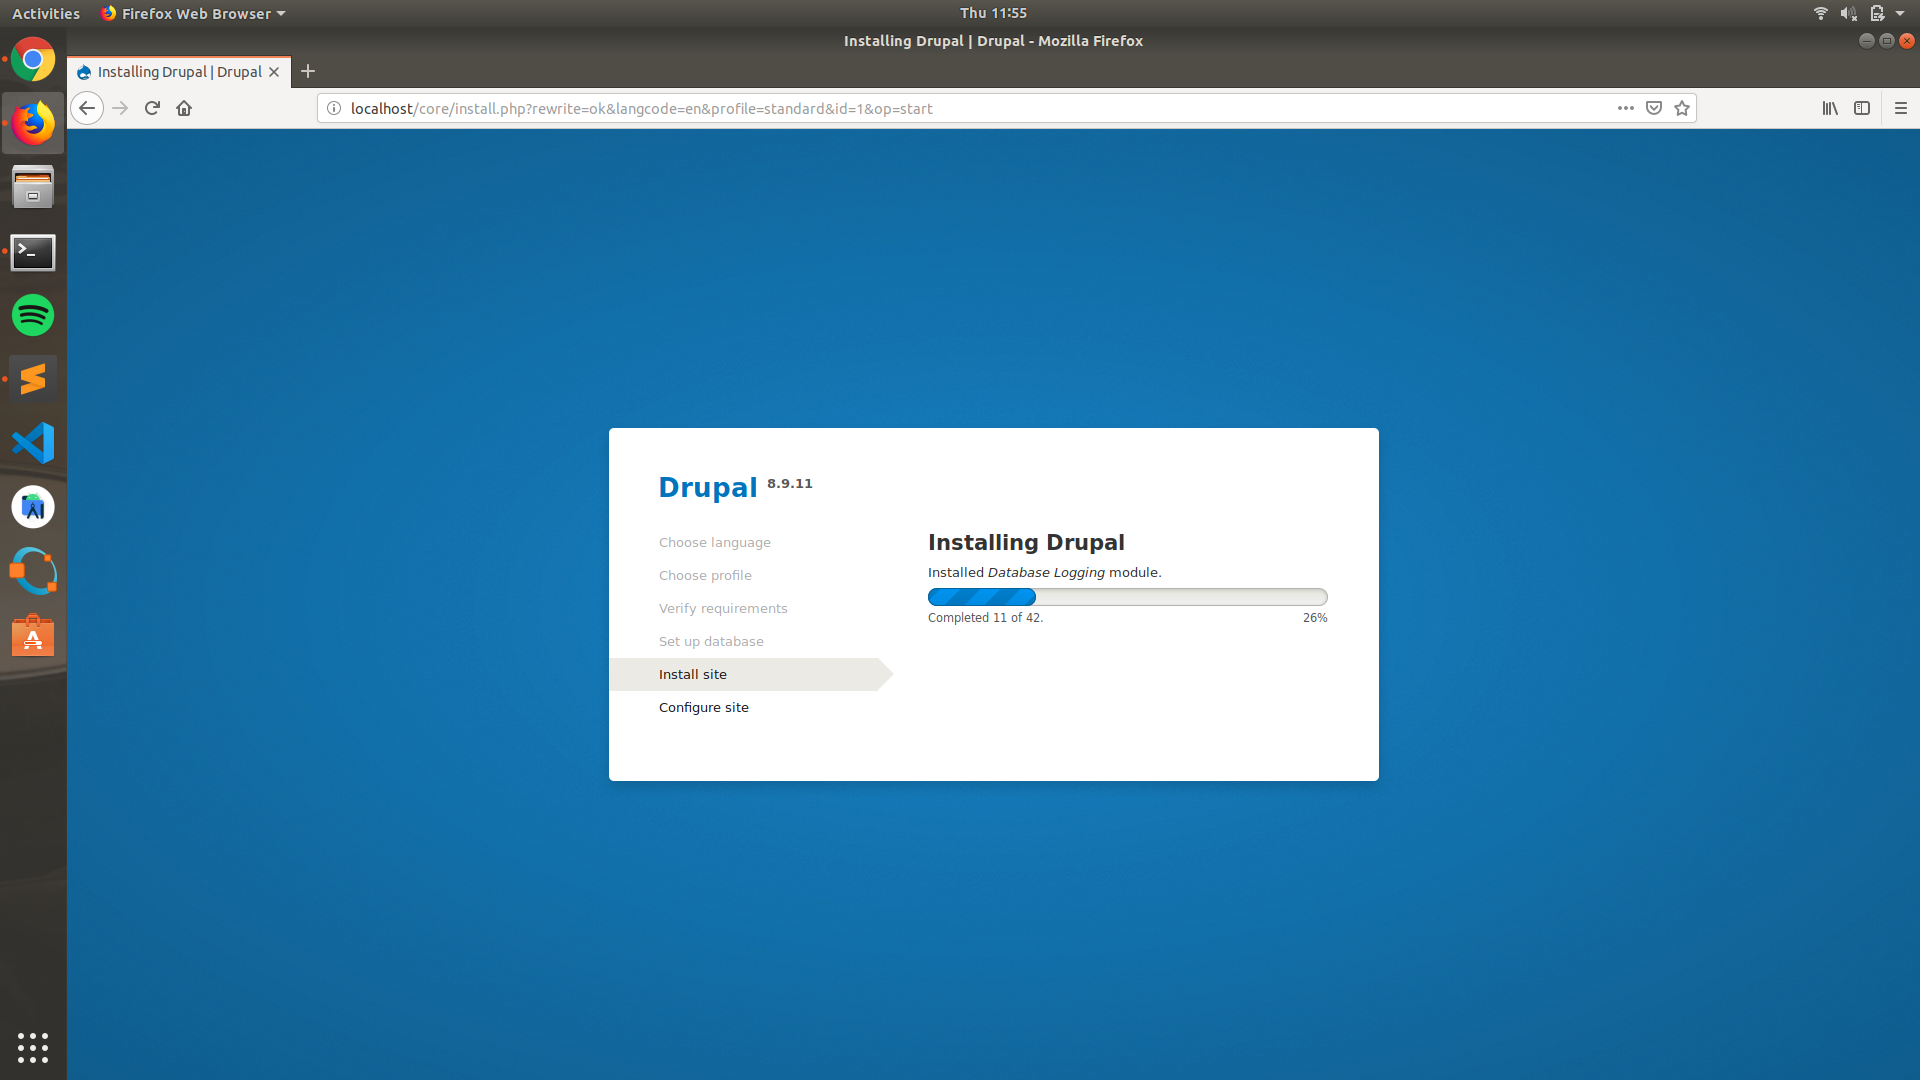 Activities
Firefox Web Browser
Thu 11:55
Installing Drupal | Drupal - Mozilla Firefox
Installing Drupal | Drupal
localhost/core/install.php?rewrite=ok&langcode=en&profile=standard&id=1&op=start
Drupal 8.9.11
Choose language
Choose profile
Verify requirements
Set up database
Install site
Configure site
Installing Drupal
Installed Database Logging module.
Completed 11 of 42.
26%